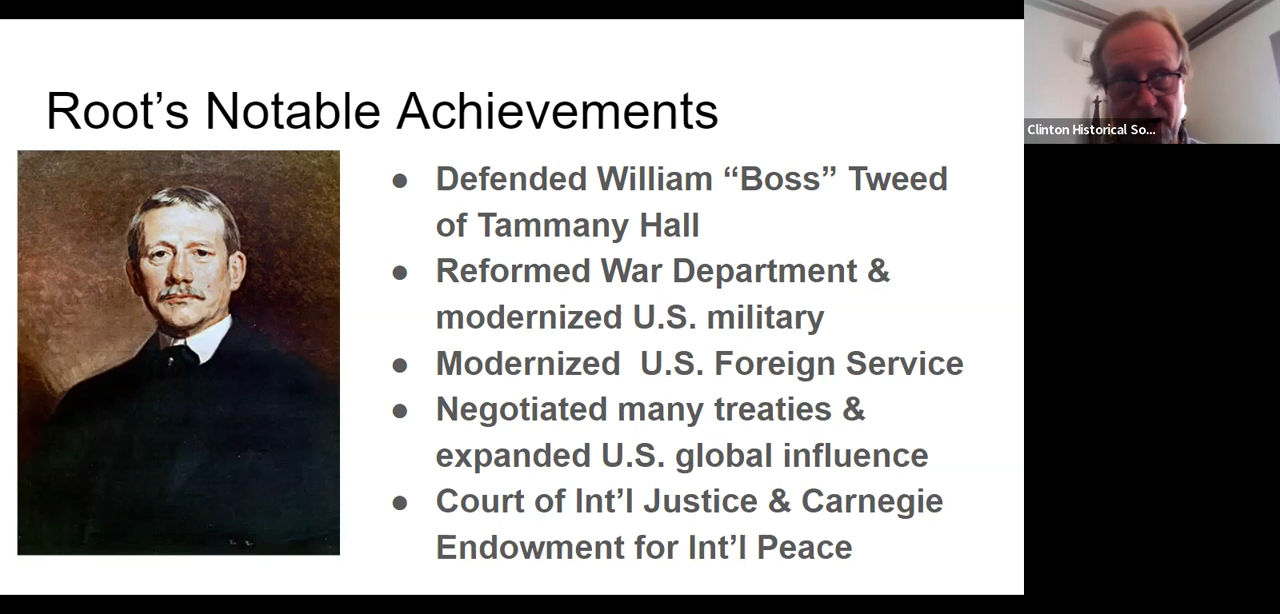 Root’s Notable Achievements
● Defended William “Boss” Tweed
of Tammany Hall
● Reformed War Department &
modernized U.S. military
● Modernized  U.S. Foreign Service
● Negotiated many treaties &
expanded U.S. global influence
● Court of Int’l Justice & Carnegie
Endowment for Int’l Peace
Clinton Historical So...